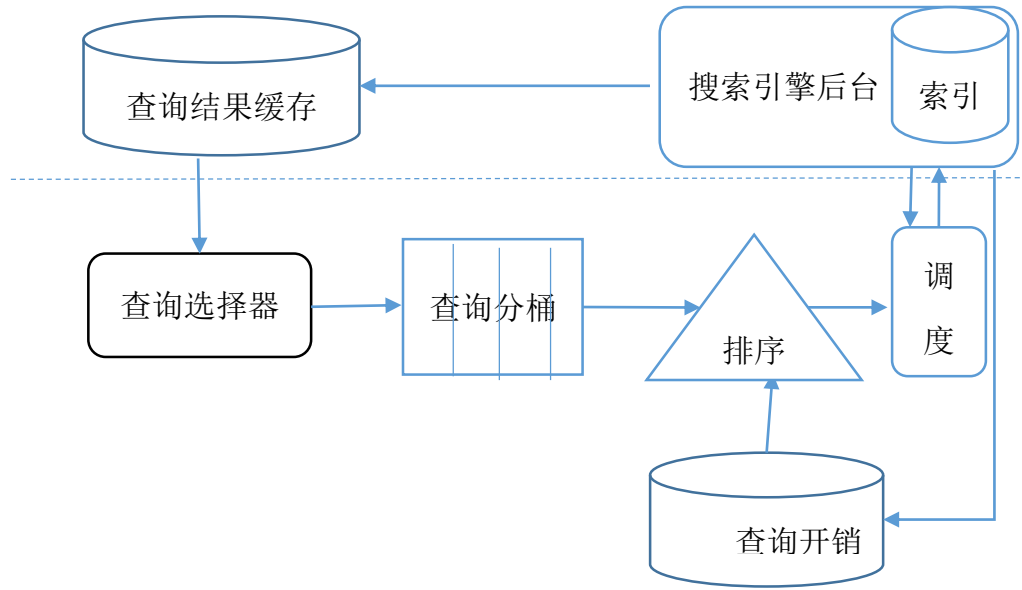 查询结果缓存
搜索引擎后台
索引
查询选择器
查询分桶
排序
调
度
查询开销